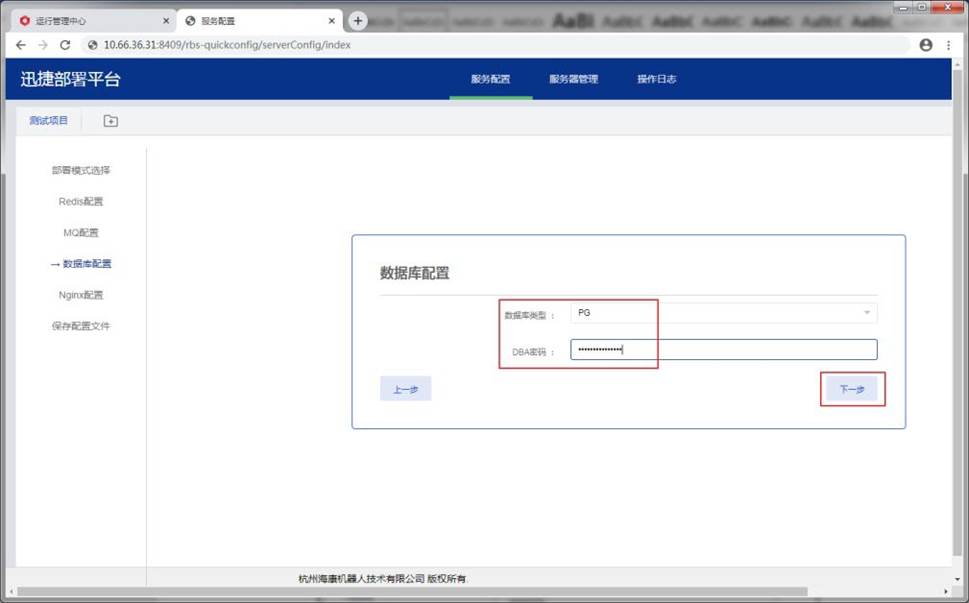 运行管理中心
服务配置
10.66.36.31:8409/rbs-quickconfig/serverConfig/index
迅捷部署平台
服务配置
服务器管理
操作日志
测试项目
部署模式选择
Redis配置
MQ配置
→ 数据库配置
Nginx配置
保存配置文件
数据库配置
数据库类型 ：
PG
DBA密码 ：
上一步
下一步
杭州海康机器人技术有限公司 版权所有.